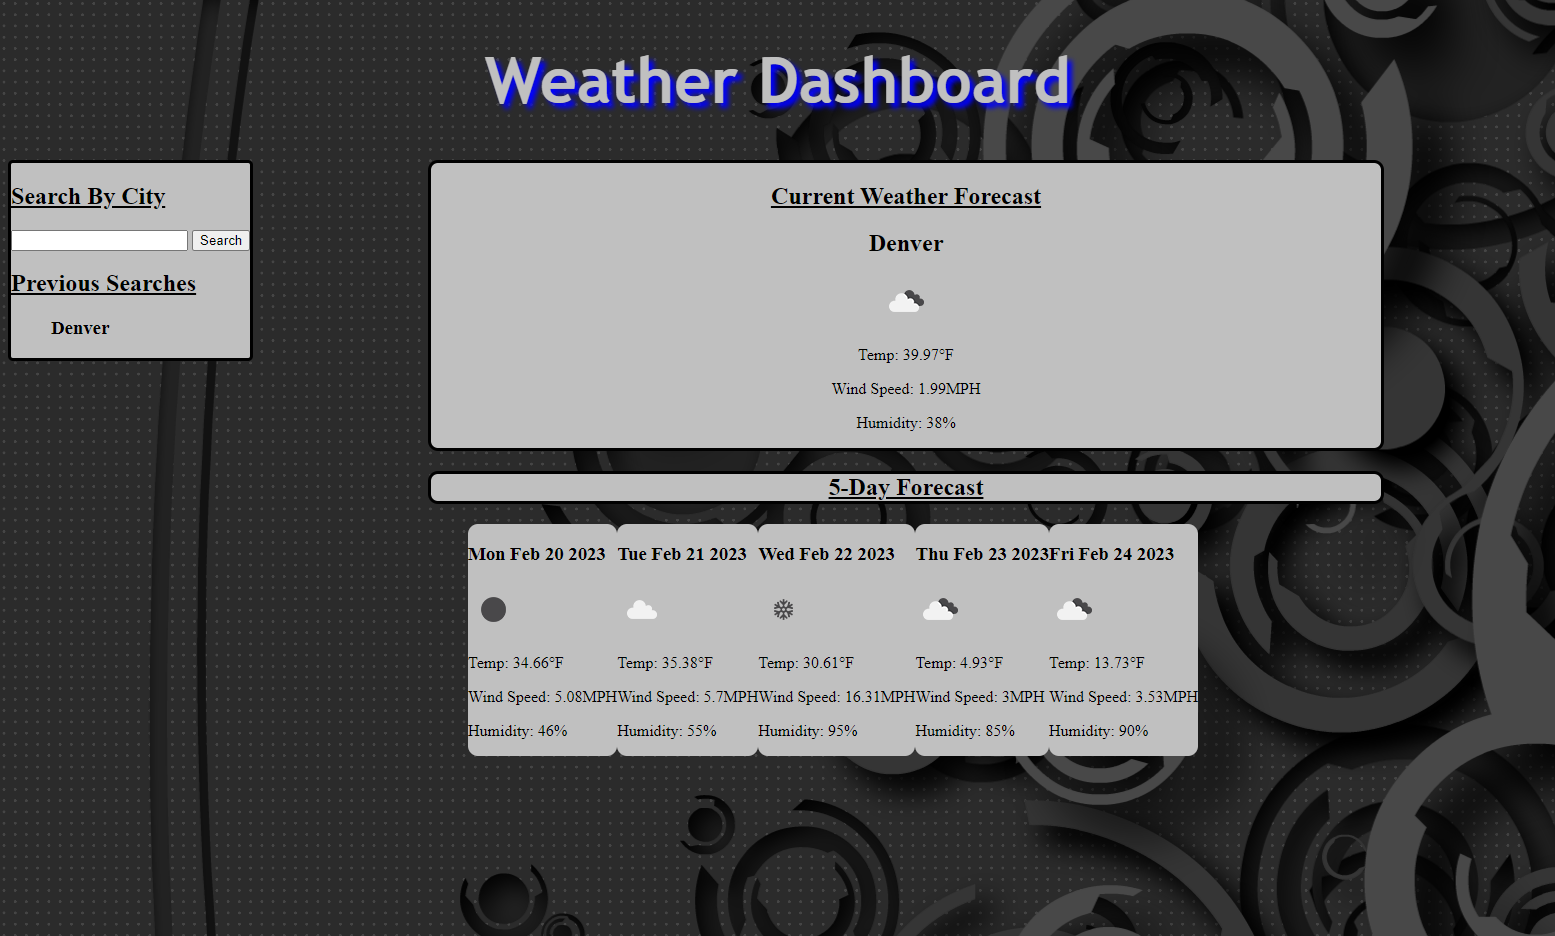 Weather Dashboard
Search By City
Search
Previous Searches
Denver
Current Weather Forecast
Denver
Temp: 39.97°F
Wind Speed: 1.99MPH
Humidity: 38%
5-Day Forecast
Mon Feb 20 2023
Temp: 34.66°F
Wind Speed: 5.08MPH
Humidity: 46%
Tue Feb 21 2023
Temp: 35.38°F
Wind Speed: 5.7MPH
Humidity: 55%
Wed Feb 22 2023
Temp: 30.61°F
Wind Speed: 16.31MPH
Humidity: 95%
Thu Feb 23 2023
Temp: 4.93°F
Wind Speed: 3MPH
Humidity: 85%
Fri Feb 24 2023
Temp: 13.73°F
Wind Speed: 3.53MPH
Humidity: 90%